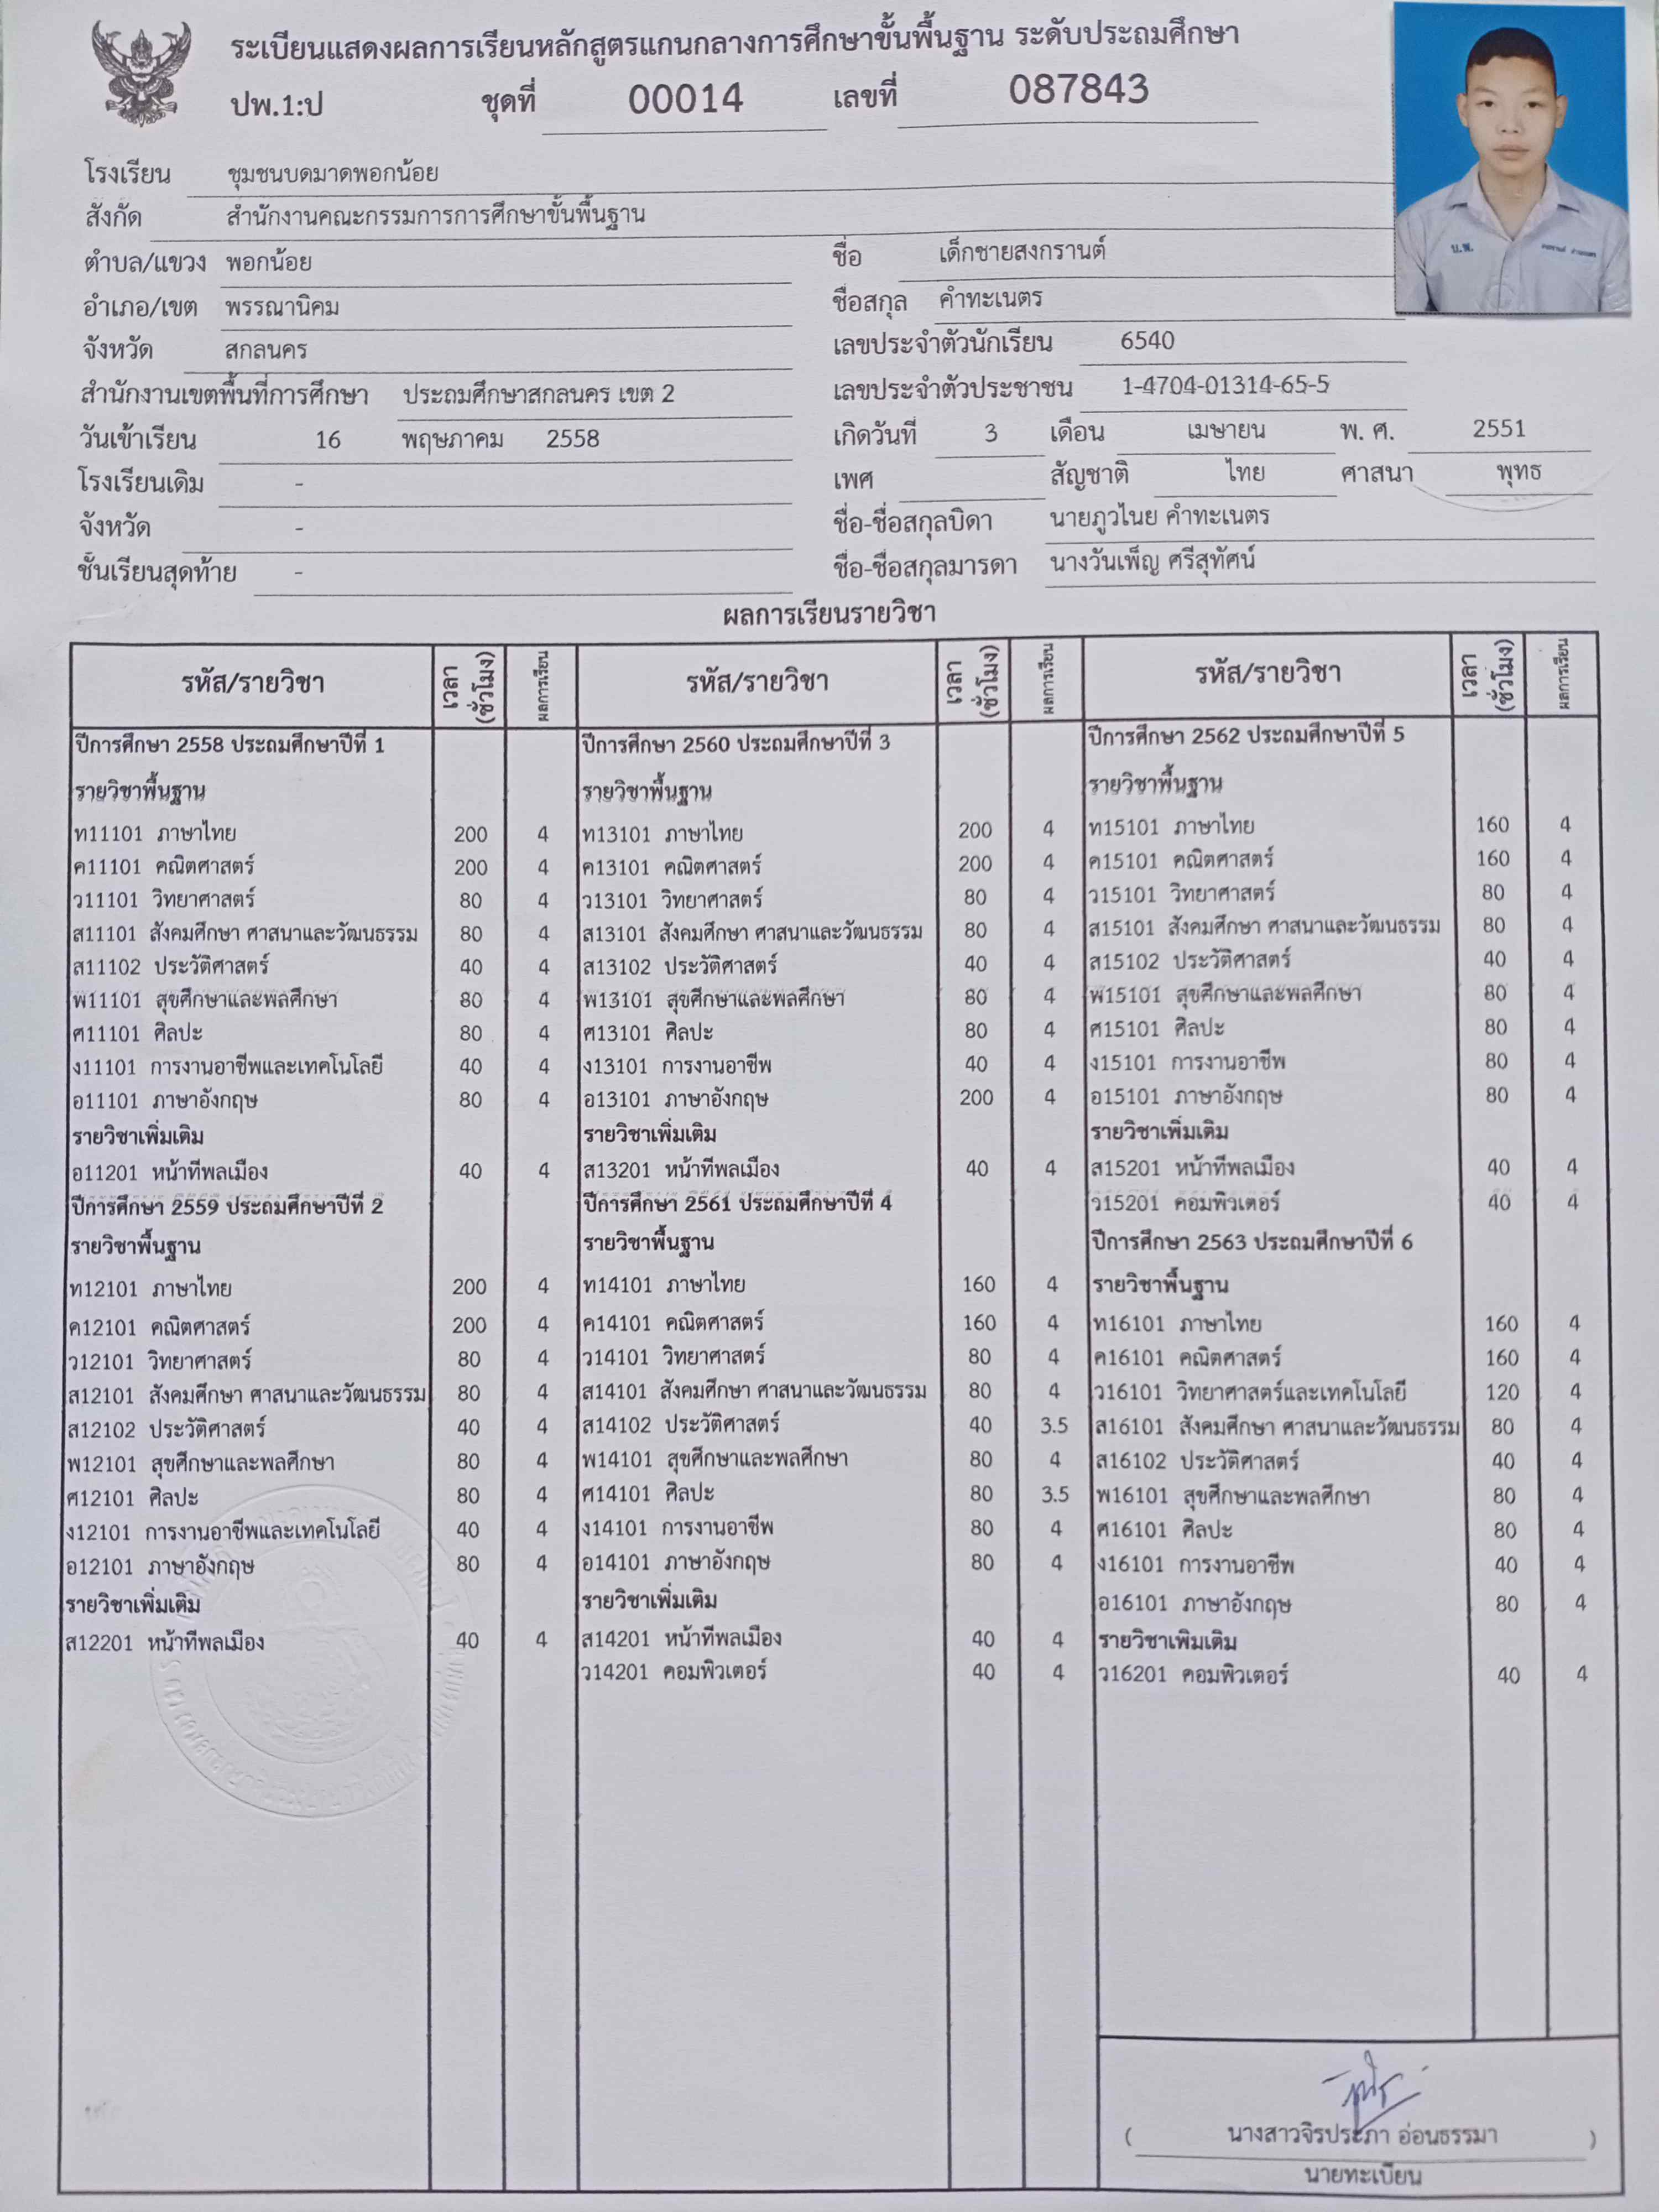 ระเบียนแสดงผลการเรียนหลักสูตรแกนกลางการศึกษาขั้นพื้นฐาน ระดับประถมศึกษา
ปพ.1:ป ชุดที่ 00014 เลขที่ 087843
โรงเรียน ชุมชนบดมาดพอกน้อย
สังกัด สำนักงานคณะกรรมการการศึกษาขั้นพื้นฐาน
ตำบล/แขวง พอกน้อย
อำเภอ/เขต พรรณานิคม
จังหวัด สกลนคร
สำนักงานเขตพื้นที่การศึกษา ประถมศึกษาสกลนคร เขต 2
วันเข้าเรียน 16 พฤษภาคม 2558
โรงเรียนเดิม -
จังหวัด -
ชั้นเรียนสุดท้าย -
ชื่อ เด็กชายสงกรานต์
ชื่อสกุล คำทะเนตร
เลขประจำตัวนักเรียน 6540
เลขประจำตัวประชาชน 1-4704-01314-65-5
เกิดวันที่ 3 เดือน เมษายน พ. ศ. 2551
เพศ สัญชาติ ไทย ศาสนา พุทธ
ชื่อ-ชื่อสกุลบิดา นายภูวไนย คำทะเนตร
ชื่อ-ชื่อสกุลมารดา นางวันเพ็ญ ศรีสุทัศน์
บ.พ.
ผลการเรียนรายวิชา
รหัส/รายวิชา เวลา (ชั่วโมง) ผลการเรียน
ปีการศึกษา 2558 ประถมศึกษาปีที่ 1
รายวิชาพื้นฐาน
ท11101 ภาษาไทย 200 4
ค11101 คณิตศาสตร์ 200 4
ว11101 วิทยาศาสตร์ 80 4
ส11101 สังคมศึกษา ศาสนาและวัฒนธรรม 80 4
ส11102 ประวัติศาสตร์ 40 4
พ11101 สุขศึกษาและพลศึกษา 80 4
ศ11101 ศิลปะ 80 4
ง11101 การงานอาชีพและเทคโนโลยี 40 4
อ11101 ภาษาอังกฤษ 80 4
รายวิชาเพิ่มเติม
อ11201 หน้าที่พลเมือง 40 4
ปีการศึกษา 2559 ประถมศึกษาปีที่ 2
รายวิชาพื้นฐาน
ท12101 ภาษาไทย 200 4
ค12101 คณิตศาสตร์ 200 4
ว12101 วิทยาศาสตร์ 80 4
ส12101 สังคมศึกษา ศาสนาและวัฒนธรรม 80 4
ส12102 ประวัติศาสตร์ 40 4
พ12101 สุขศึกษาและพลศึกษา 80 4
ศ12101 ศิลปะ 80 4
ง12101 การงานอาชีพและเทคโนโลยี 40 4
อ12101 ภาษาอังกฤษ 80 4
รายวิชาเพิ่มเติม
ส12201 หน้าที่พลเมือง 40 4
รหัส/รายวิชา เวลา (ชั่วโมง) ผลการเรียน
ปีการศึกษา 2560 ประถมศึกษาปีที่ 3
รายวิชาพื้นฐาน
ท13101 ภาษาไทย 200 4
ค13101 คณิตศาสตร์ 200 4
ว13101 วิทยาศาสตร์ 80 4
ส13101 สังคมศึกษา ศาสนาและวัฒนธรรม 80 4
ส13102 ประวัติศาสตร์ 40 4
พ13101 สุขศึกษาและพลศึกษา 80 4
ศ13101 ศิลปะ 80 4
ง13101 การงานอาชีพ 40 4
อ13101 ภาษาอังกฤษ 200 4
รายวิชาเพิ่มเติม
ส13201 หน้าที่พลเมือง 40 4
ปีการศึกษา 2561 ประถมศึกษาปีที่ 4
รายวิชาพื้นฐาน
ท14101 ภาษาไทย 160 4
ค14101 คณิตศาสตร์ 160 4
ว14101 วิทยาศาสตร์ 80 4
ส14101 สังคมศึกษา ศาสนาและวัฒนธรรม 80 4
ส14102 ประวัติศาสตร์ 40 3.5
พ14101 สุขศึกษาและพลศึกษา 80 4
ศ14101 ศิลปะ 80 3.5
ง14101 การงานอาชีพ 80 4
อ14101 ภาษาอังกฤษ 80 4
รายวิชาเพิ่มเติม
ส14201 หน้าที่พลเมือง 40 4
ว14201 คอมพิวเตอร์ 40 4
รหัส/รายวิชา เวลา (ชั่วโมง) ผลการเรียน
ปีการศึกษา 2562 ประถมศึกษาปีที่ 5
รายวิชาพื้นฐาน
ท15101 ภาษาไทย 160 4
ค15101 คณิตศาสตร์ 160 4
ว15101 วิทยาศาสตร์ 80 4
ส15101 สังคมศึกษา ศาสนาและวัฒนธรรม 80 4
ส15102 ประวัติศาสตร์ 40 4
พ15101 สุขศึกษาและพลศึกษา 80 4
ศ15101 ศิลปะ 80 4
ง15101 การงานอาชีพ 80 4
อ15101 ภาษาอังกฤษ 80 4
รายวิชาเพิ่มเติม
ส15201 หน้าที่พลเมือง 40 4
ว15201 คอมพิวเตอร์ 40 4
ปีการศึกษา 2563 ประถมศึกษาปีที่ 6
รายวิชาพื้นฐาน
ท16101 ภาษาไทย 160 4
ค16101 คณิตศาสตร์ 160 4
ว16101 วิทยาศาสตร์และเทคโนโลยี 120 4
ส16101 สังคมศึกษา ศาสนาและวัฒนธรรม 80 4
ส16102 ประวัติศาสตร์ 40 4
พ16101 สุขศึกษาและพลศึกษา 80 4
ศ16101 ศิลปะ 80 4
ง16101 การงานอาชีพ 40 4
อ16101 ภาษาอังกฤษ 80 4
รายวิชาเพิ่มเติม
ว16201 คอมพิวเตอร์ 40 4
( นางสาวจิรประภา อ่อนธรรมา )
นายทะเบียน